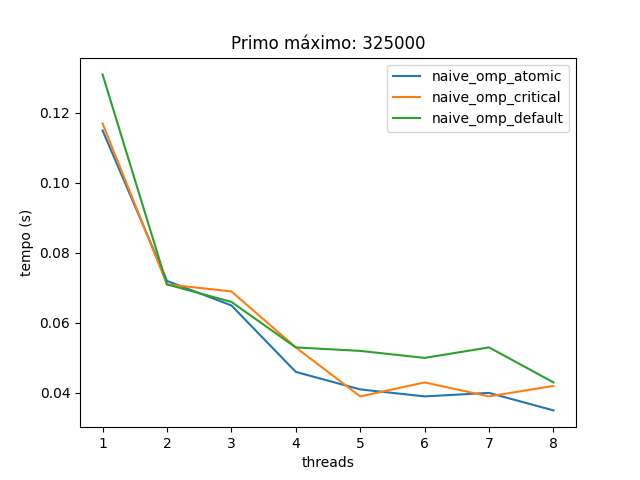 Primo máximo: 325000
naive_omp_atomic
naive_omp_critical
naive_omp_default
tempo (s)
0.12
0.10
0.08
0.06
0.04
1 2 3 4 5 6 7 8
threads